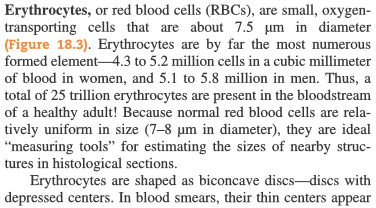 Erythrocytes, or red blood cells (RBCs), are small, oxygen-
transporting cells that are about 7.5 μm in diameter
(Figure 18.3). Erythrocytes are by far the most numerous
formed element—4.3 to 5.2 million cells in a cubic millimeter
of blood in women, and 5.1 to 5.8 million in men. Thus, a
total of 25 trillion erythrocytes are present in the bloodstream
of a healthy adult! Because normal red blood cells are rela-
tively uniform in size (7–8 μm in diameter), they are ideal
“measuring tools” for estimating the sizes of nearby struc-
tures in histological sections.
Erythrocytes are shaped as biconcave discs—discs with
depressed centers. In blood smears, their thin centers appear